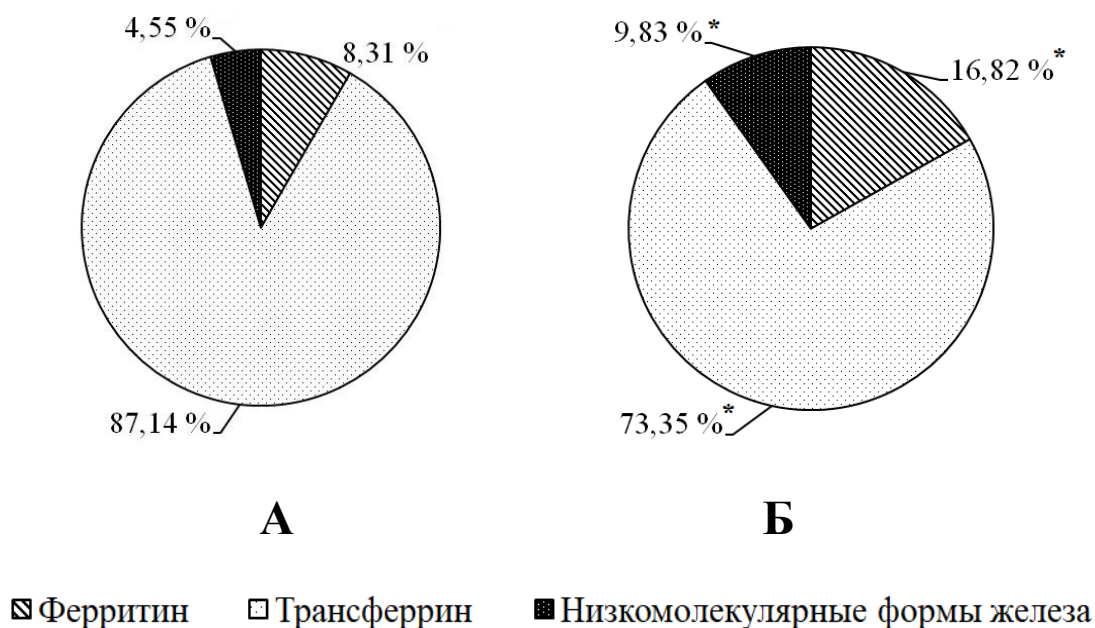 4,55 %
8,31 %
87,14 %
А
9,83 %*
16,82 %*
73,35 %*
Б
Ферритин
Трансферрин
Низкомолекулярные формы железа